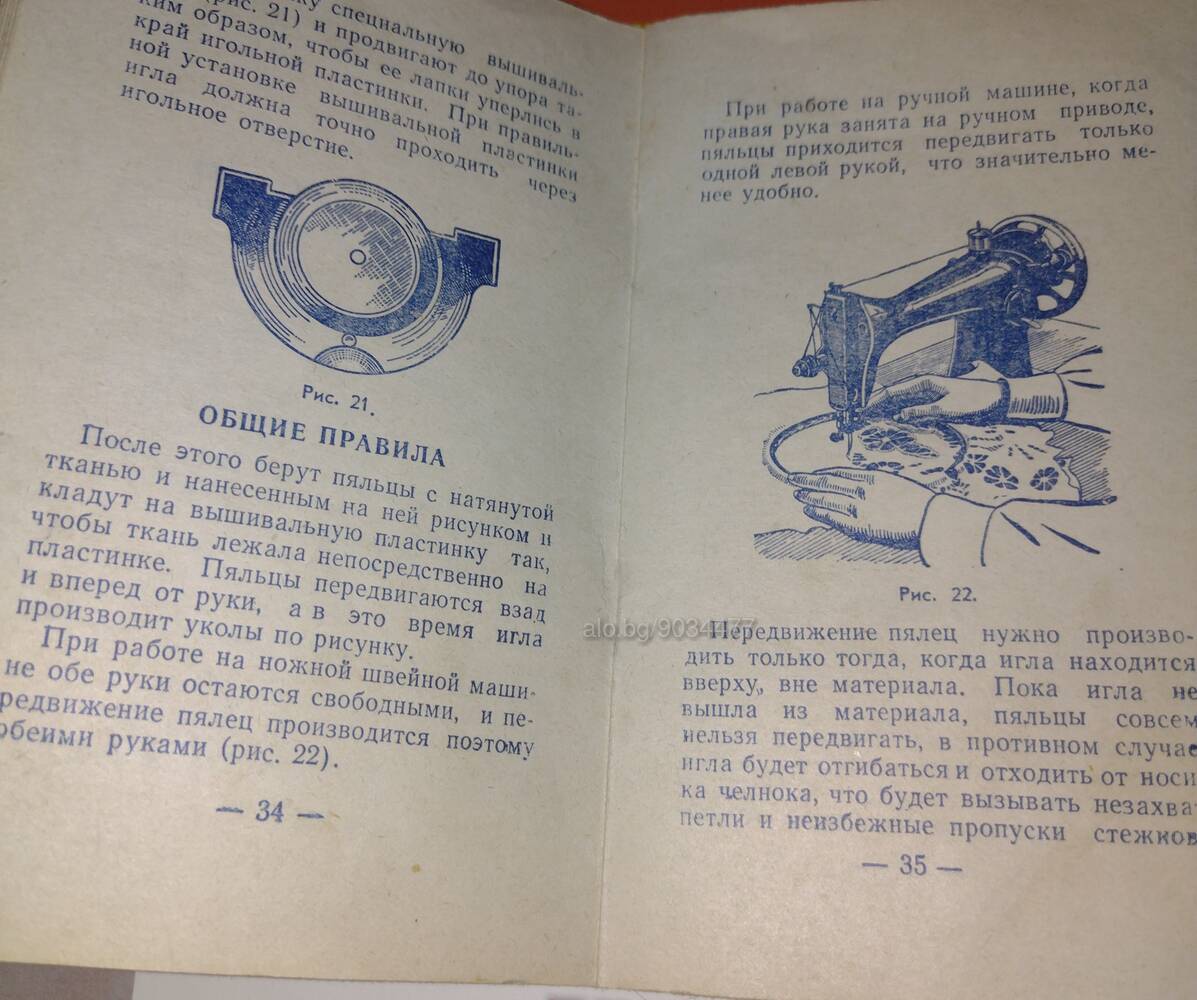 специальную вышиваль-
рис. 21) и продвигают до упора та-
ким образом, чтобы ее лапки уперлись в
край игольной пластинки. При правиль-
ной установке вышивальной пластинки
игла должна точно проходить через
игольное отверстие.
Рис. 21.
ОБЩИЕ ПРАВИЛА
После этого берут пяльцы с натянутой
тканью и нанесенным на ней рисунком и
кладут на вышивальную пластинку так,
чтобы ткань лежала непосредственно на
пластинке. Пяльцы передвигаются взад
и вперед от руки, а в это время игла
производит уколы по рисунку.
При работе на ножной швейной маши-
не обе руки остаются свободными, и пе-
редвижение пялец производится поэтому
обеими руками (рис. 22).
— 34 —
При работе на ручной машине, когда
правая рука занята на ручном приводе,
пяльцы приходится передвигать только
одной левой рукой, что значительно ме-
нее удобно.
Рис. 22.
alo.bg/9034477
Передвижение пялец нужно произво-
дить только тогда, когда игла находится
вверху, вне материала. Пока игла не
вышла из материала, пяльцы совсем
нельзя передвигать, в противном случае
игла будет отгибаться и отходить от носи
ка челнока, что будет вызывать незахва
петли и неизбежные пропуски стежков
— 35 —